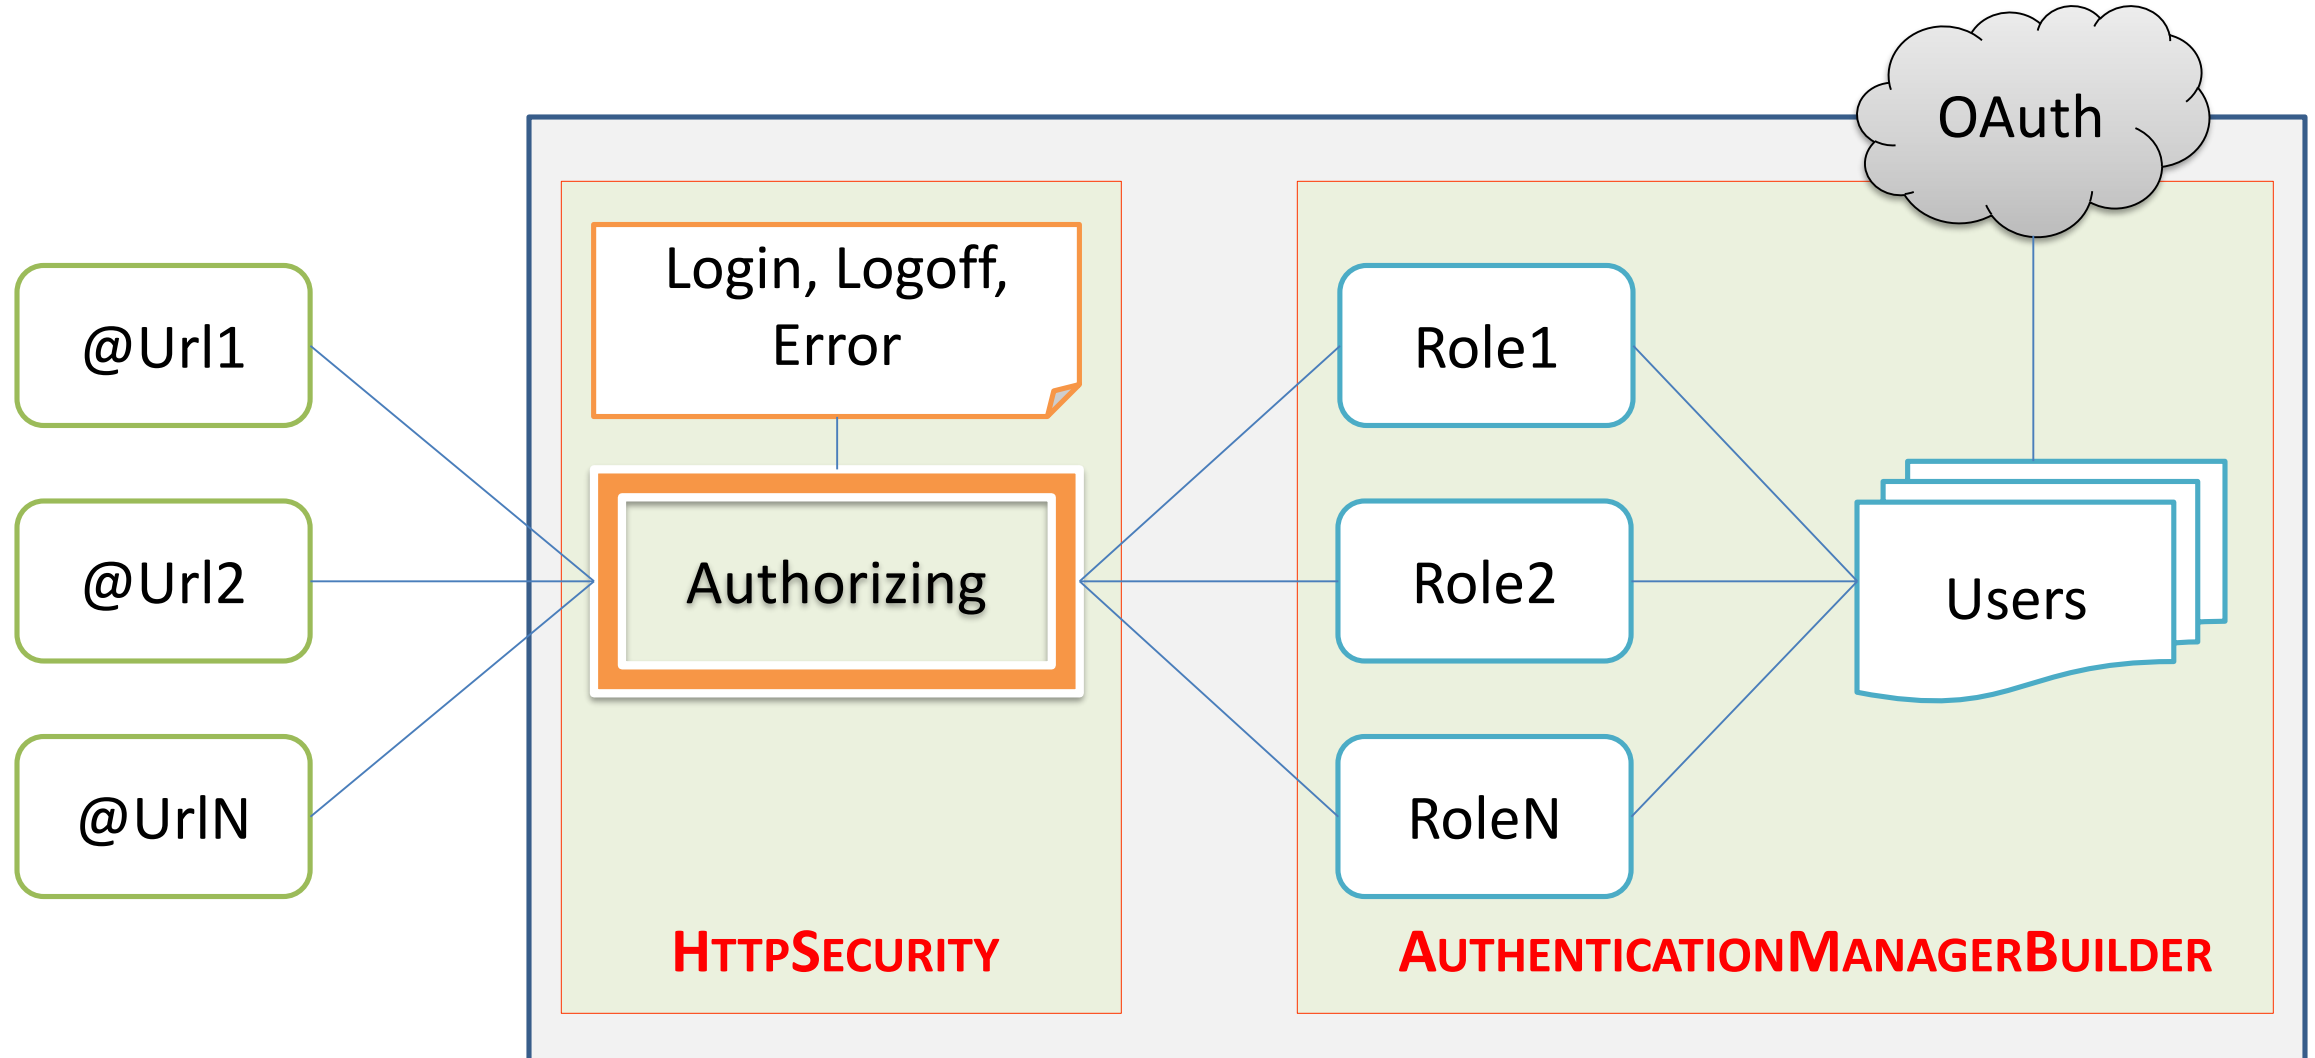 OAuth
Login, Logoff,
Error
@Url1
Role1
@Url2
Authorizing
Role2
Users
@UrlN
RoleN
HttpSecurity
AuthenticationManagerBuilder